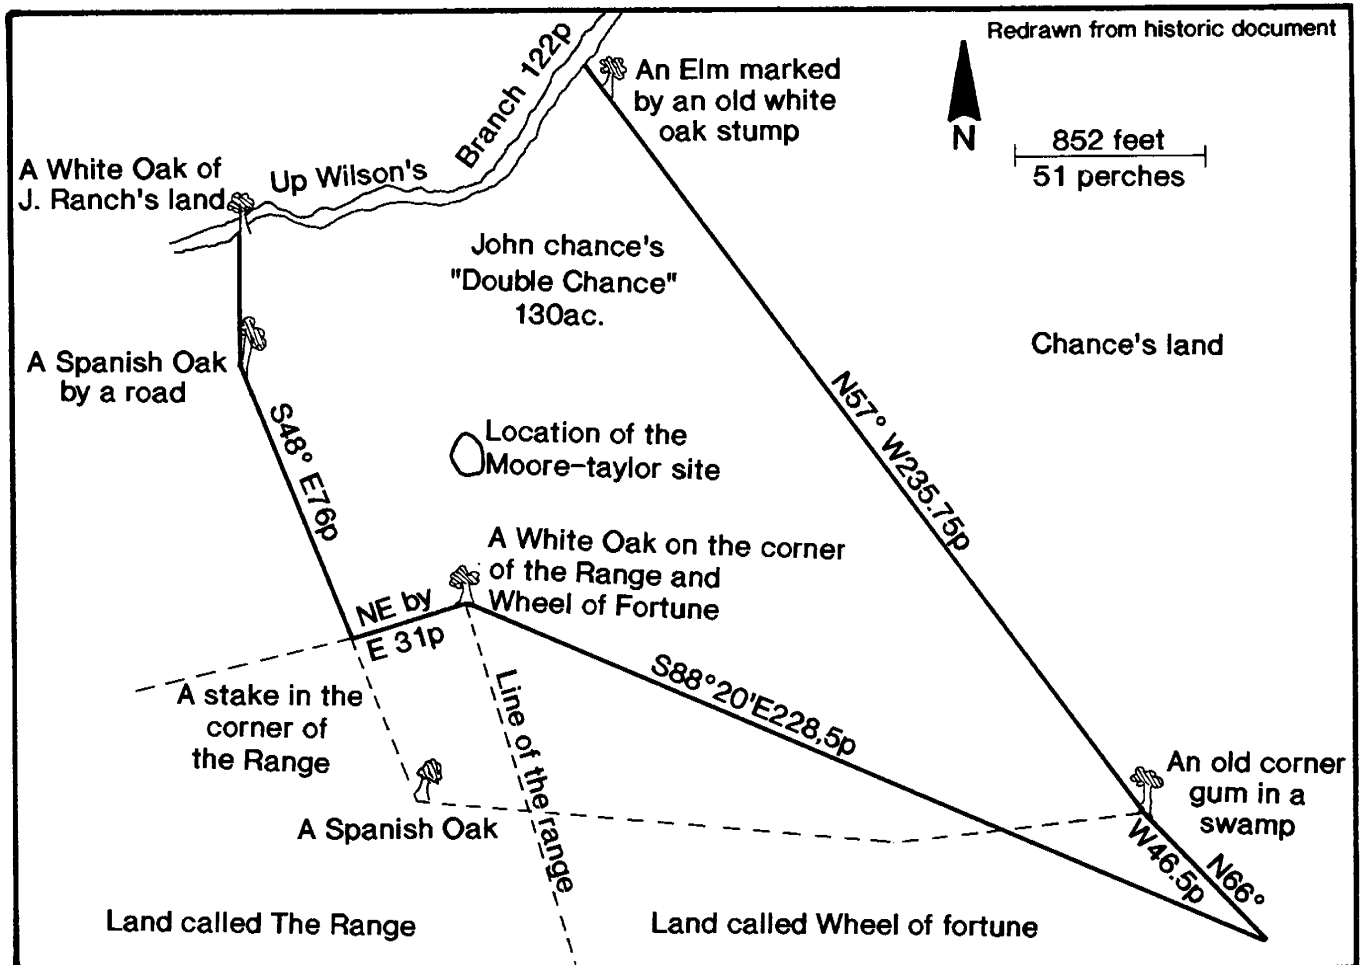 Redrawn from historic document
An Elm marked
by an old white
oak stump
N
852 feet
51 perches
A White Oak of
J. Ranch's land
Up Wilson's Branch 122p
John chance's
"Double Chance"
130ac.
Chance's land
A Spanish Oak
by a road
S48° E76p
N57° W235.75p
Location of the
Moore-taylor site
A White Oak on the corner
of the Range and
Wheel of Fortune
NE by
E 31p
S88°20'E228,5p
A stake in the
corner of
the Range
Line of the range
A Spanish Oak
An old corner
gum in a
swamp
N66°
W46.5p
Land called The Range
Land called Wheel of fortune